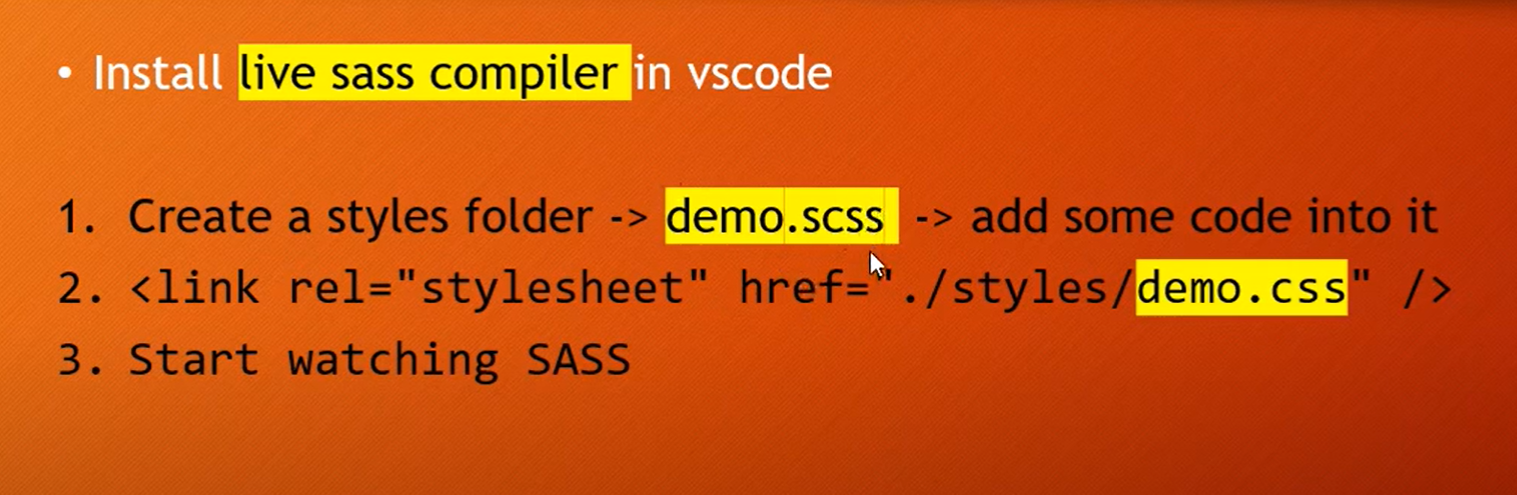 • Install live sass compiler in vscode
1. Create a styles folder -> demo.scss -> add some code into it
2. <link rel="stylesheet" href="./styles/demo.css" />
3. Start watching SASS